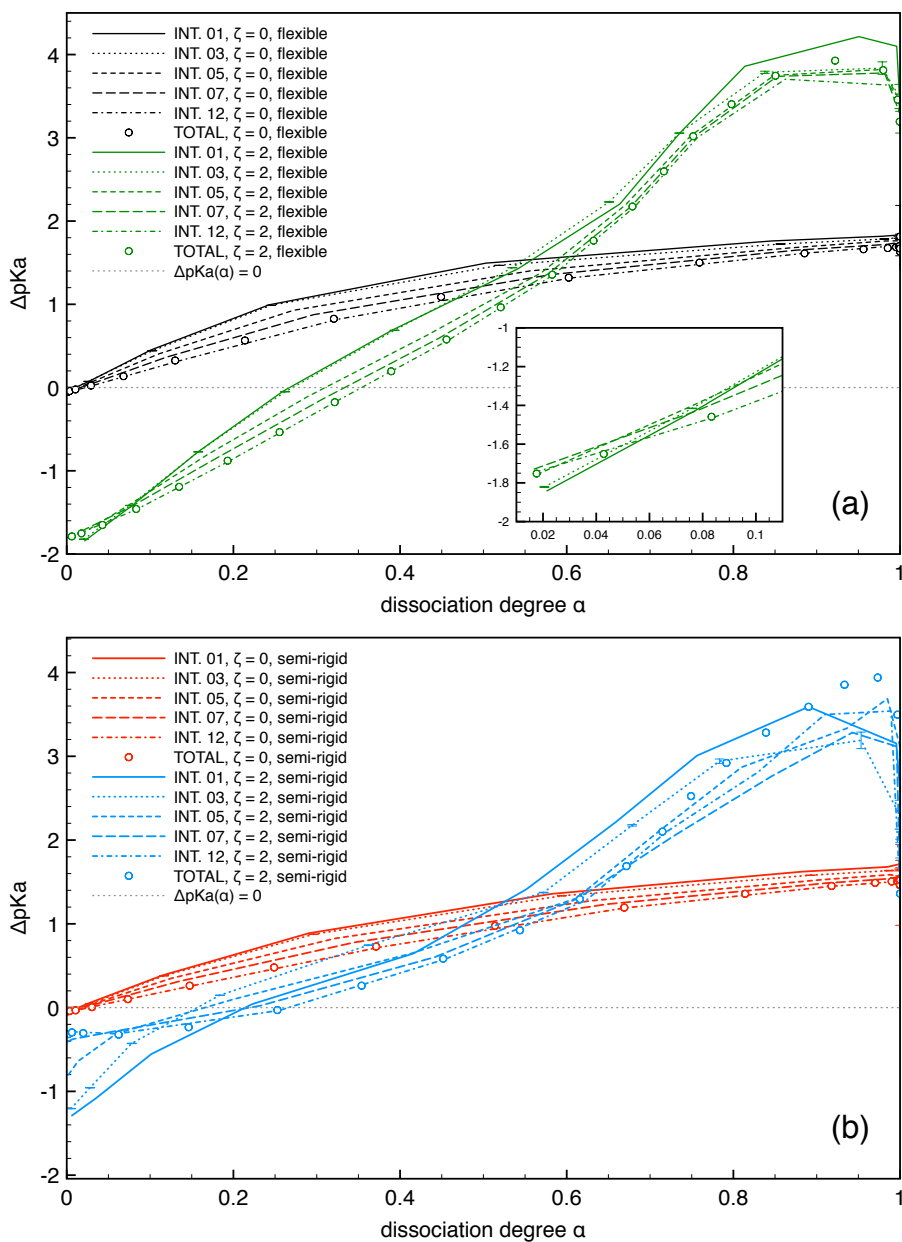 INT. 01, ζ = 0, flexible
INT. 03, ζ = 0, flexible
INT. 05, ζ = 0, flexible
INT. 07, ζ = 0, flexible
INT. 12, ζ = 0, flexible
TOTAL, ζ = 0, flexible
INT. 01, ζ = 2, flexible
INT. 03, ζ = 2, flexible
INT. 05, ζ = 2, flexible
INT. 07, ζ = 2, flexible
INT. 12, ζ = 2, flexible
TOTAL, ζ = 2, flexible
ΔpKa(α) = 0
4
3
2
1
0
-1
-2
ΔpKa
-1
-1.2
-1.4
-1.6
-1.8
-2
0.02 0.04 0.06 0.08 0.1
(a)
0 0.2 0.4 0.6 0.8 1
dissociation degree α
INT. 01, ζ = 0, semi-rigid
INT. 03, ζ = 0, semi-rigid
INT. 05, ζ = 0, semi-rigid
INT. 07, ζ = 0, semi-rigid
INT. 12, ζ = 0, semi-rigid
TOTAL, ζ = 0, semi-rigid
INT. 01, ζ = 2, semi-rigid
INT. 03, ζ = 2, semi-rigid
INT. 05, ζ = 2, semi-rigid
INT. 07, ζ = 2, semi-rigid
INT. 12, ζ = 2, semi-rigid
TOTAL, ζ = 2, semi-rigid
ΔpKa(α) = 0
4
3
2
1
0
-1
-2
ΔpKa
(b)
0 0.2 0.4 0.6 0.8 1
dissociation degree α